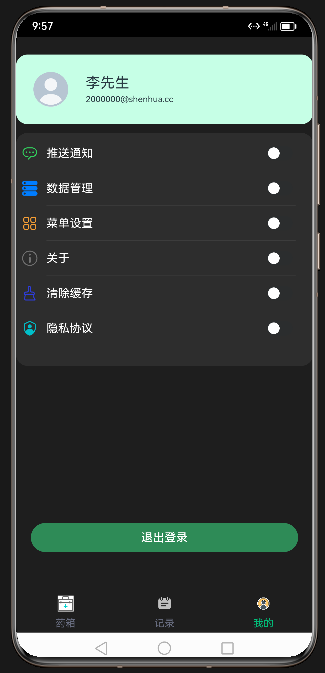 9:57
李先生
2000000@shenhua.cc
推送通知
数据管理
菜单设置
关于
清除缓存
隐私协议
退出登录
药箱
记录
我的